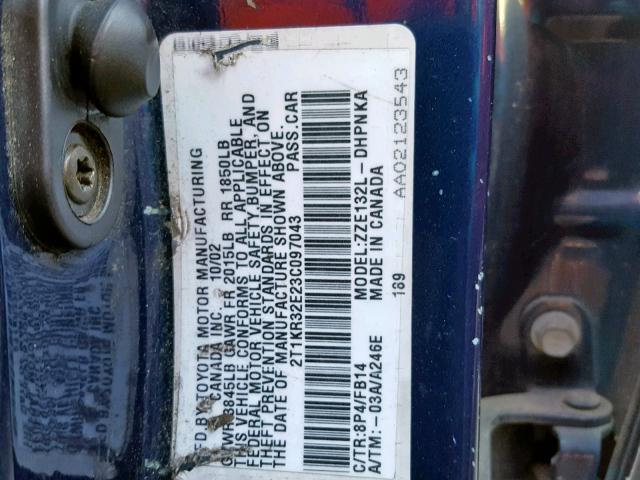 MFD BY TOYOTA MOTOR MANUFACTURING
CANADA INC. 10/02
GVWR 3845LB GAWR FR 2015LB RR 1850LB
THIS VEHICLE CONFORMS TO ALL APPLICABLE
FEDERAL MOTOR VEHICLE SAFETY, BUMPER, AND
THEFT PREVENTION STANDARDS IN EFFECT ON
THE DATE OF MANUFACTURE SHOWN ABOVE.
2T1KR32E23C097043 PASS.CAR
C/TR:8P4/FB14 MODEL:ZZE132L-DHPNKA
A/TM:-03A/A246E MADE IN CANADA
189 AA02123543